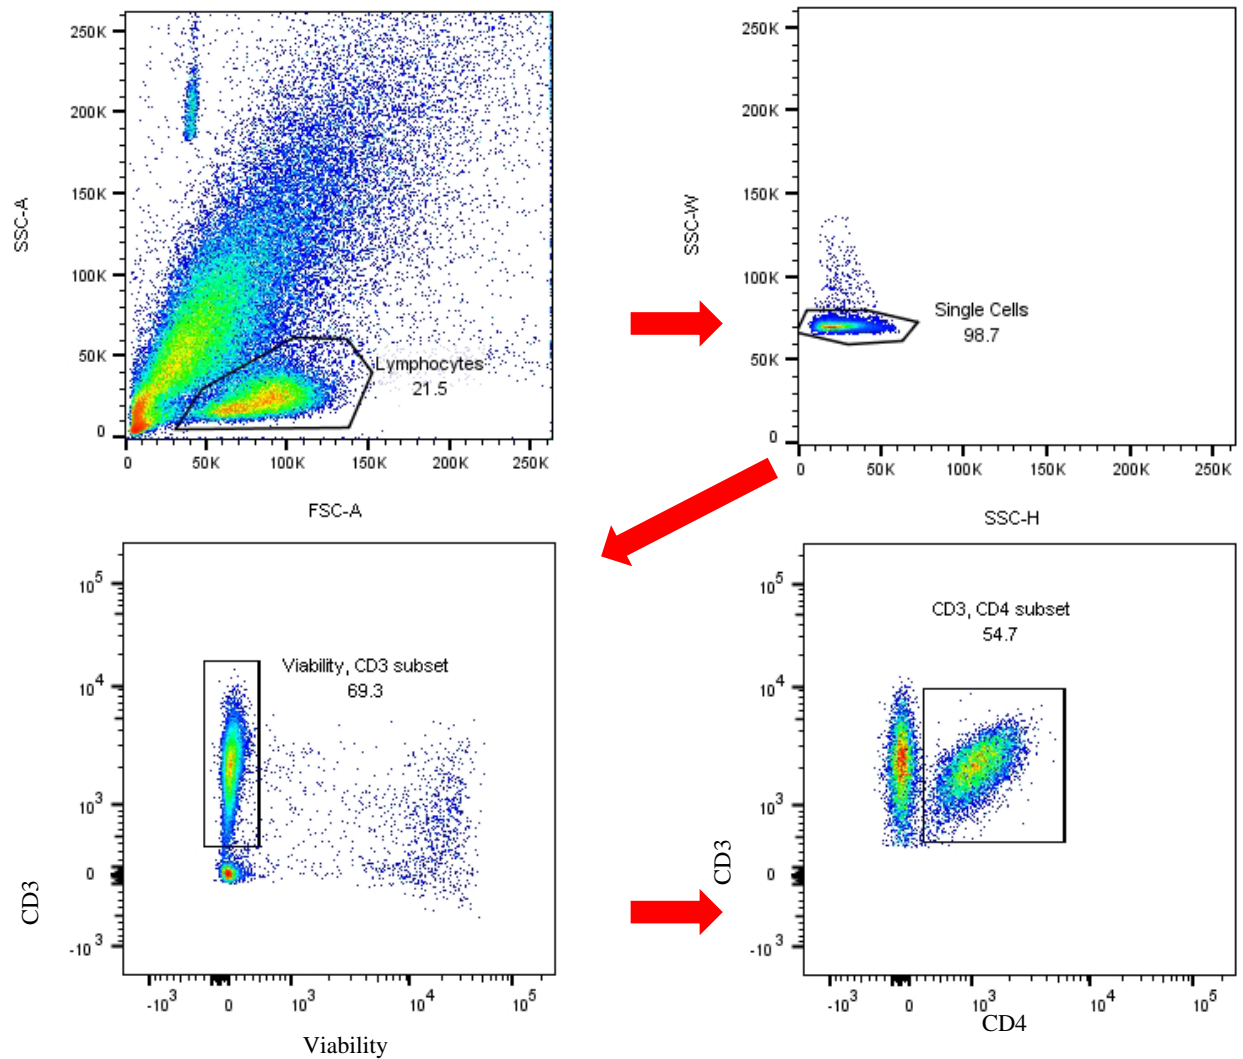 250K
200K
150K
100K
50K
0
SSC-A
Lymphocytes
21.5
0 50K 100K 150K 200K 250K
FSC-A
250K
200K
150K
100K
50K
0
SSC-W
Single Cells
98.7
0 50K 100K 150K 200K 250K
SSC-H
10^5
10^4
10^3
0
-10^3
CD3
Viability, CD3 subset
69.3
-10^3 0 10^3 10^4 10^5
Viability
10^5
10^4
10^3
0
-10^3
CD3
CD3, CD4 subset
54.7
-10^3 0 10^3 10^4 10^5
CD4